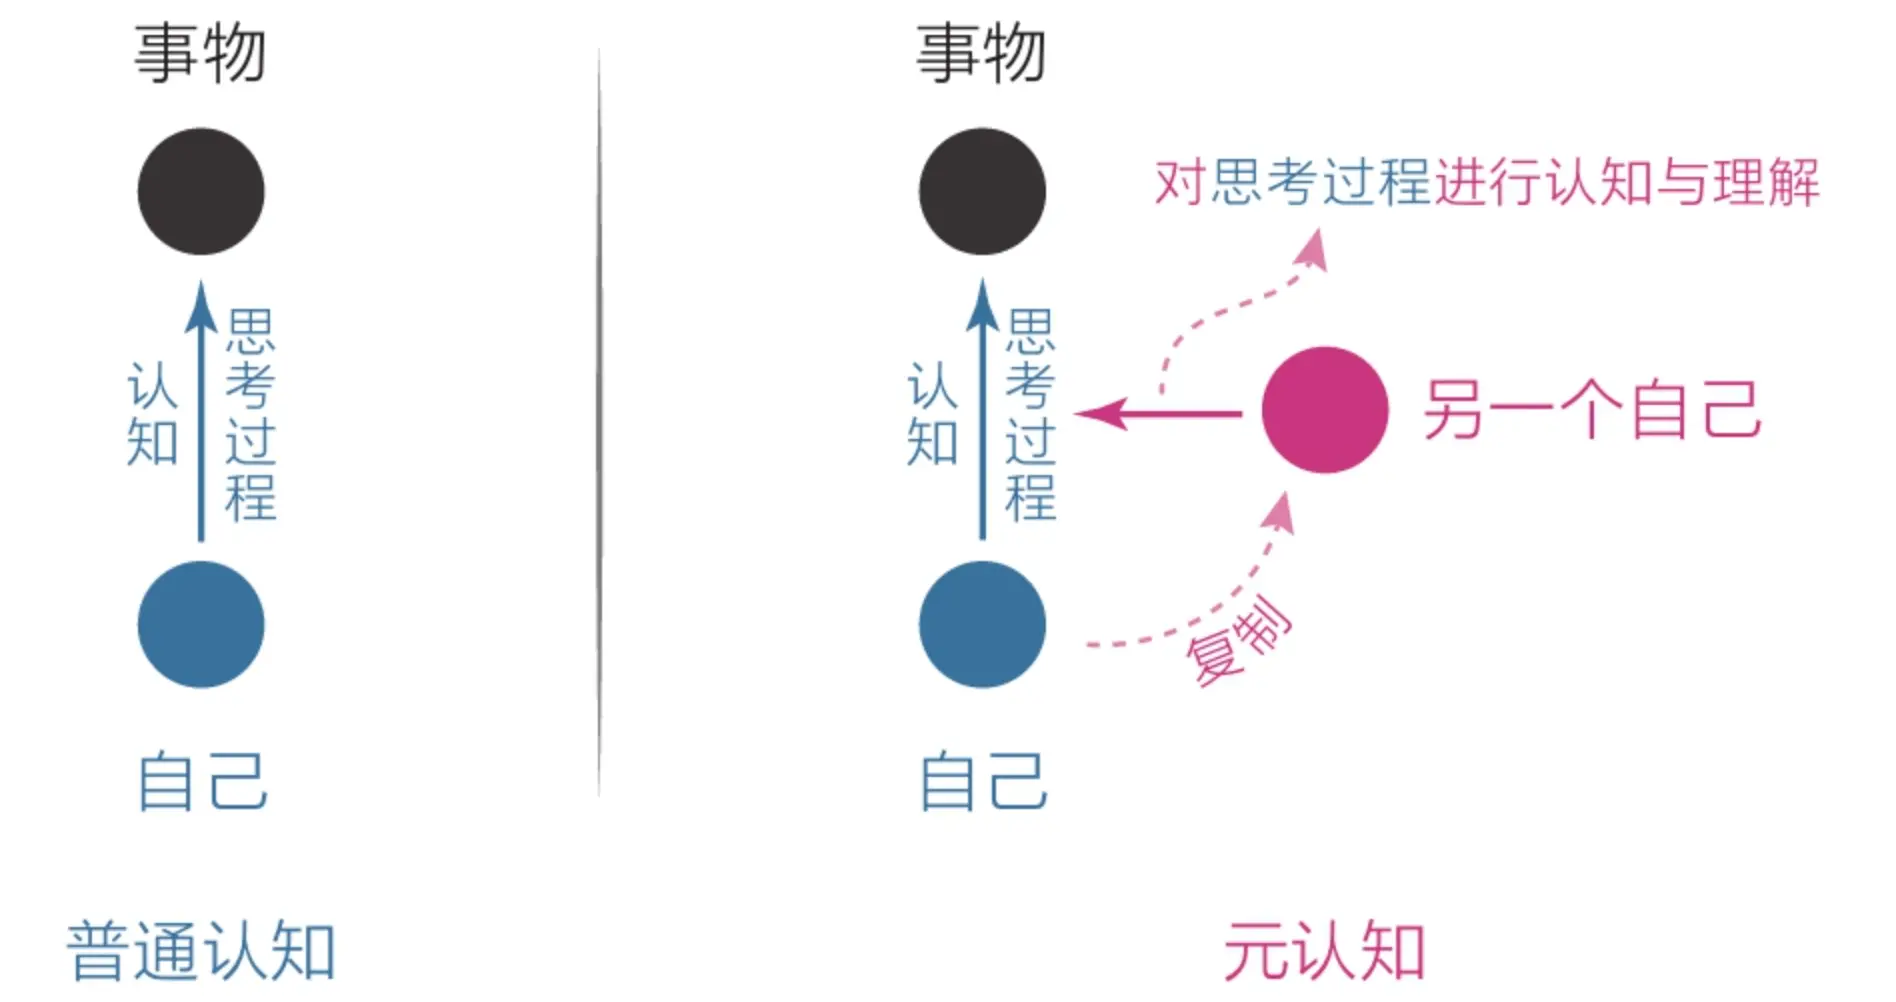 事物
认知
思考过程
自己
普通认知
事物
对思考过程进行认知与理解
认知
思考过程
另一个自己
复制
自己
元认知